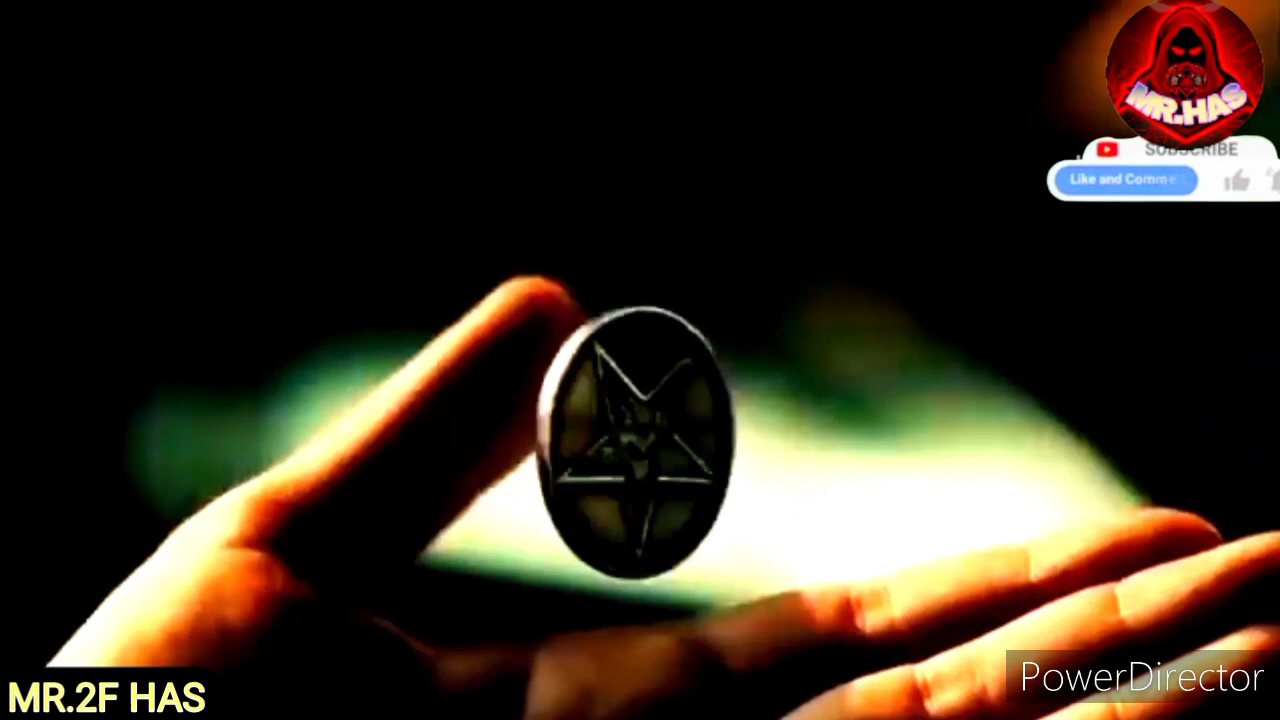 MR.HAS
SUBSCRIBE
Like and Comme
MR.2F HAS
PowerDirector